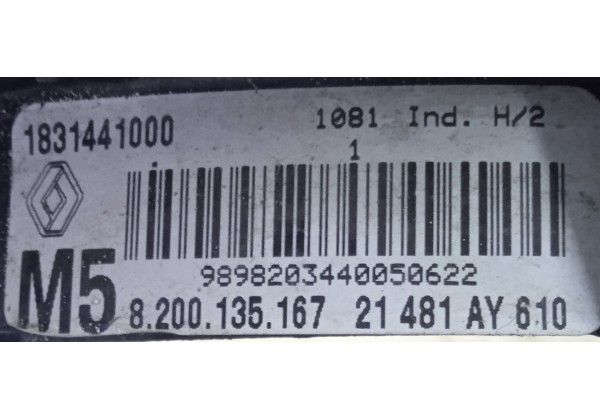 1831441000 1081 Ind. H/2
1
9898203440050622
M5 8.200.135.167 21 481 AY 610